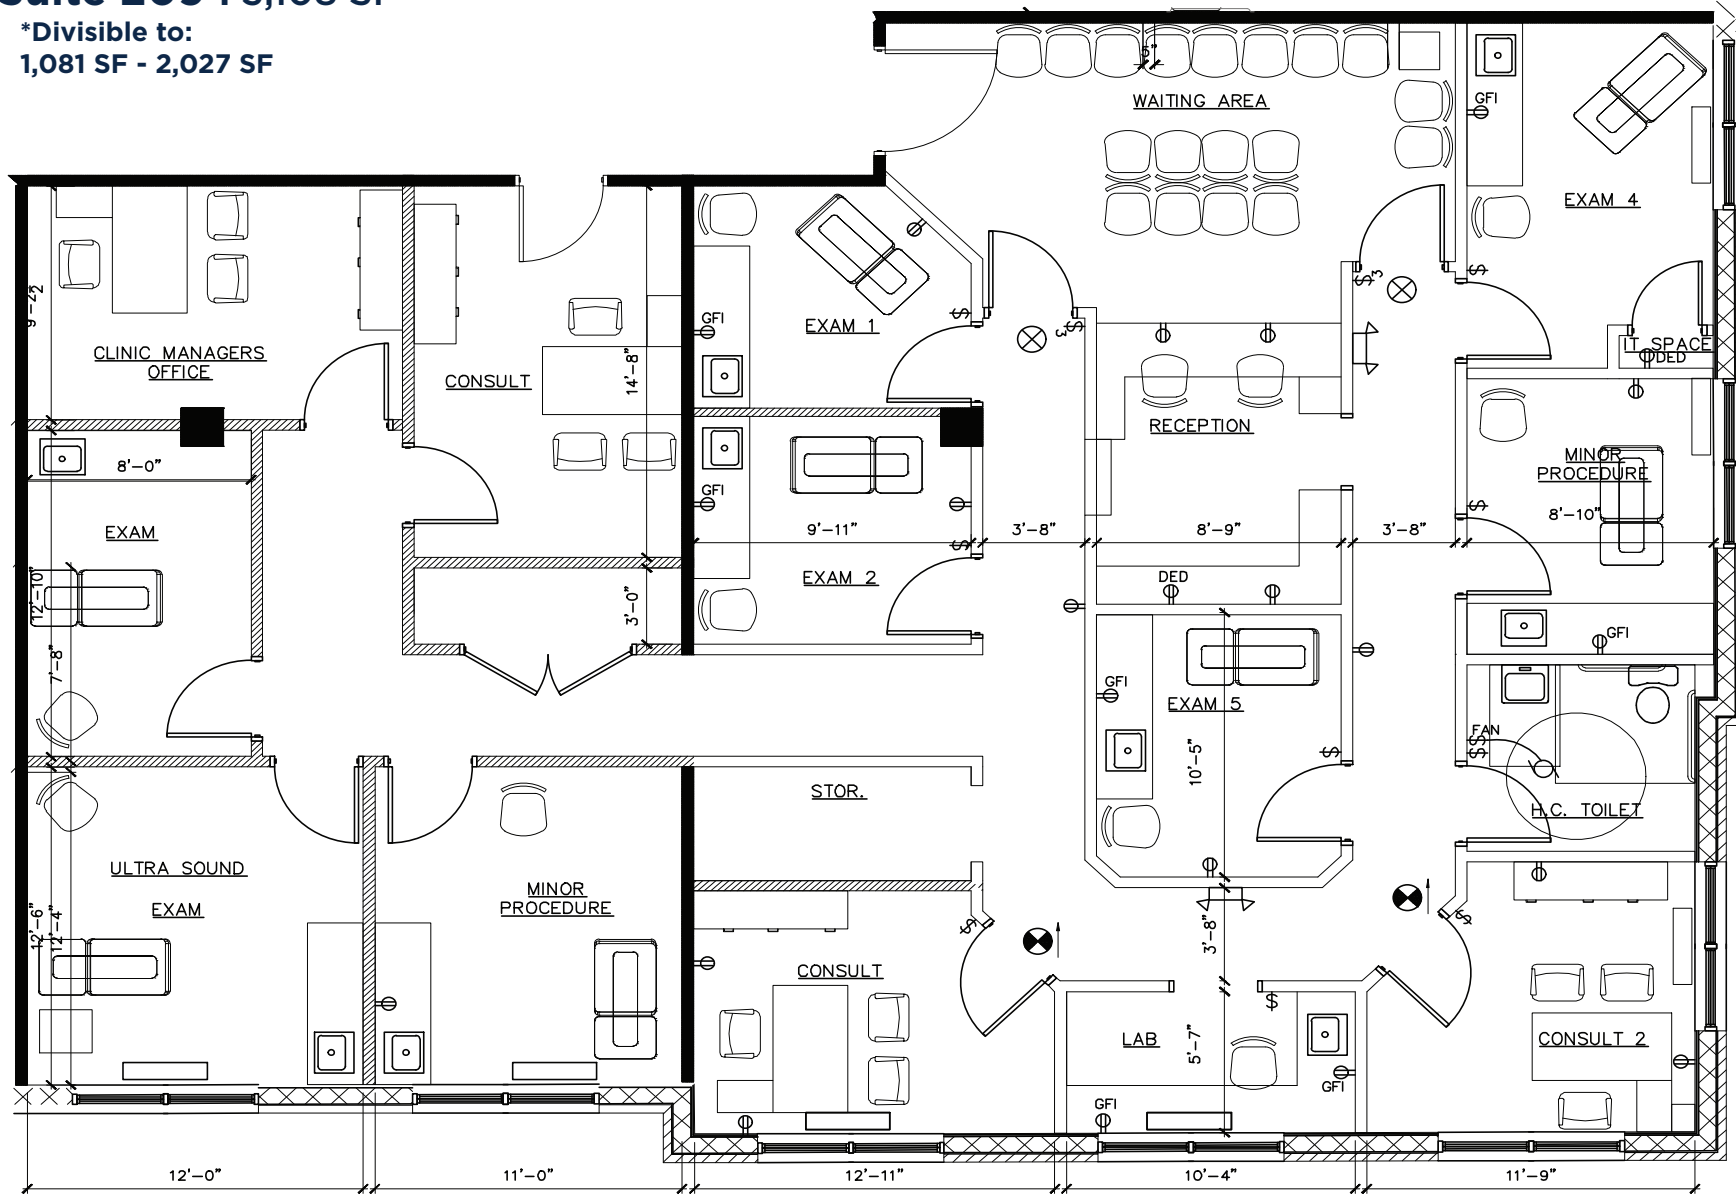 *Divisible to:
1,081 SF - 2,027 SF
WAITING AREA
GFI
EXAM 4
CLINIC MANAGERS
OFFICE
CONSULT
14'-8"
GFI
EXAM 1
3
3
IT SPACE
DED
RECEPTION
MINOR
PROCEDURE
8'-10"
8'-0"
EXAM
12'-10"
7'-8"
GFI
9'-11"
3'-8"
8'-9"
3'-8"
EXAM 2
3'-0"
DED
GFI
GFI
EXAM 5
10'-5"
FAN
H.C. TOILET
STOR.
ULTRA SOUND
EXAM
12'-6"
12'-4"
MINOR
PROCEDURE
CONSULT
3'-8"
LAB
5'-7"
GFI
GFI
CONSULT 2
12'-0"
11'-0"
12'-11"
10'-4"
11'-9"